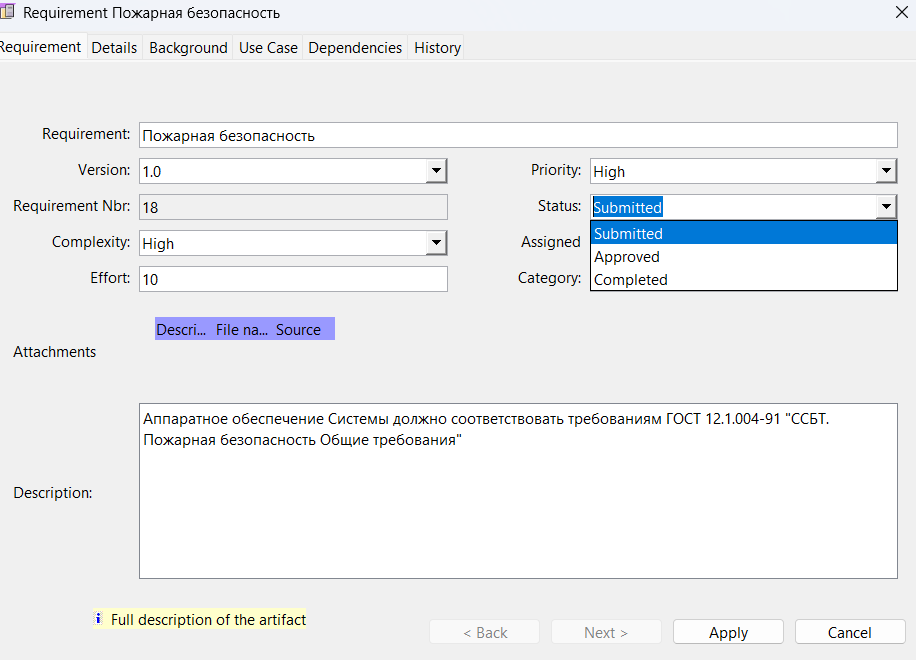 Requirement Пожарная безопасность
Requirement Details Background Use Case Dependencies History
Requirement: Пожарная безопасность
Version: 1.0 Priority: High
Requirement Nbr: 18 Status: Submitted
Submitted
Complexity: High Assigned Approved
Effort: 10 Category: Completed
Descri... File na... Source
Attachments
Аппаратное обеспечение Системы должно соответствовать требованиям ГОСТ 12.1.004-91 "ССБТ.
Пожарная безопасность Общие требования"
Description:
i Full description of the artifact
< Back Next > Apply Cancel